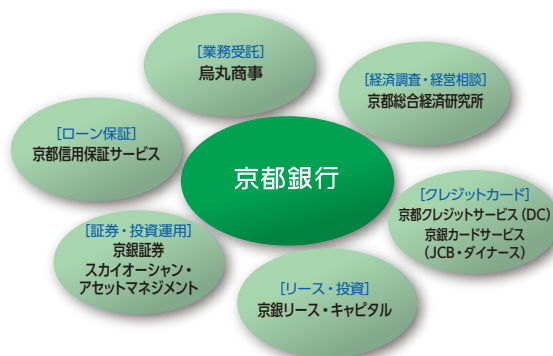 [業務受託]
烏丸商事
[経済調査・経営相談]
京都総合経済研究所
[ローン保証]
京都信用保証サービス
京都銀行
[クレジットカード]
京都クレジットサービス(DC)
京銀カードサービス
(JCB・ダイナース)
[証券・投資運用]
京銀証券
スカイオーシャン・
アセットマネジメント
[リース・投資]
京銀リース・キャピタル